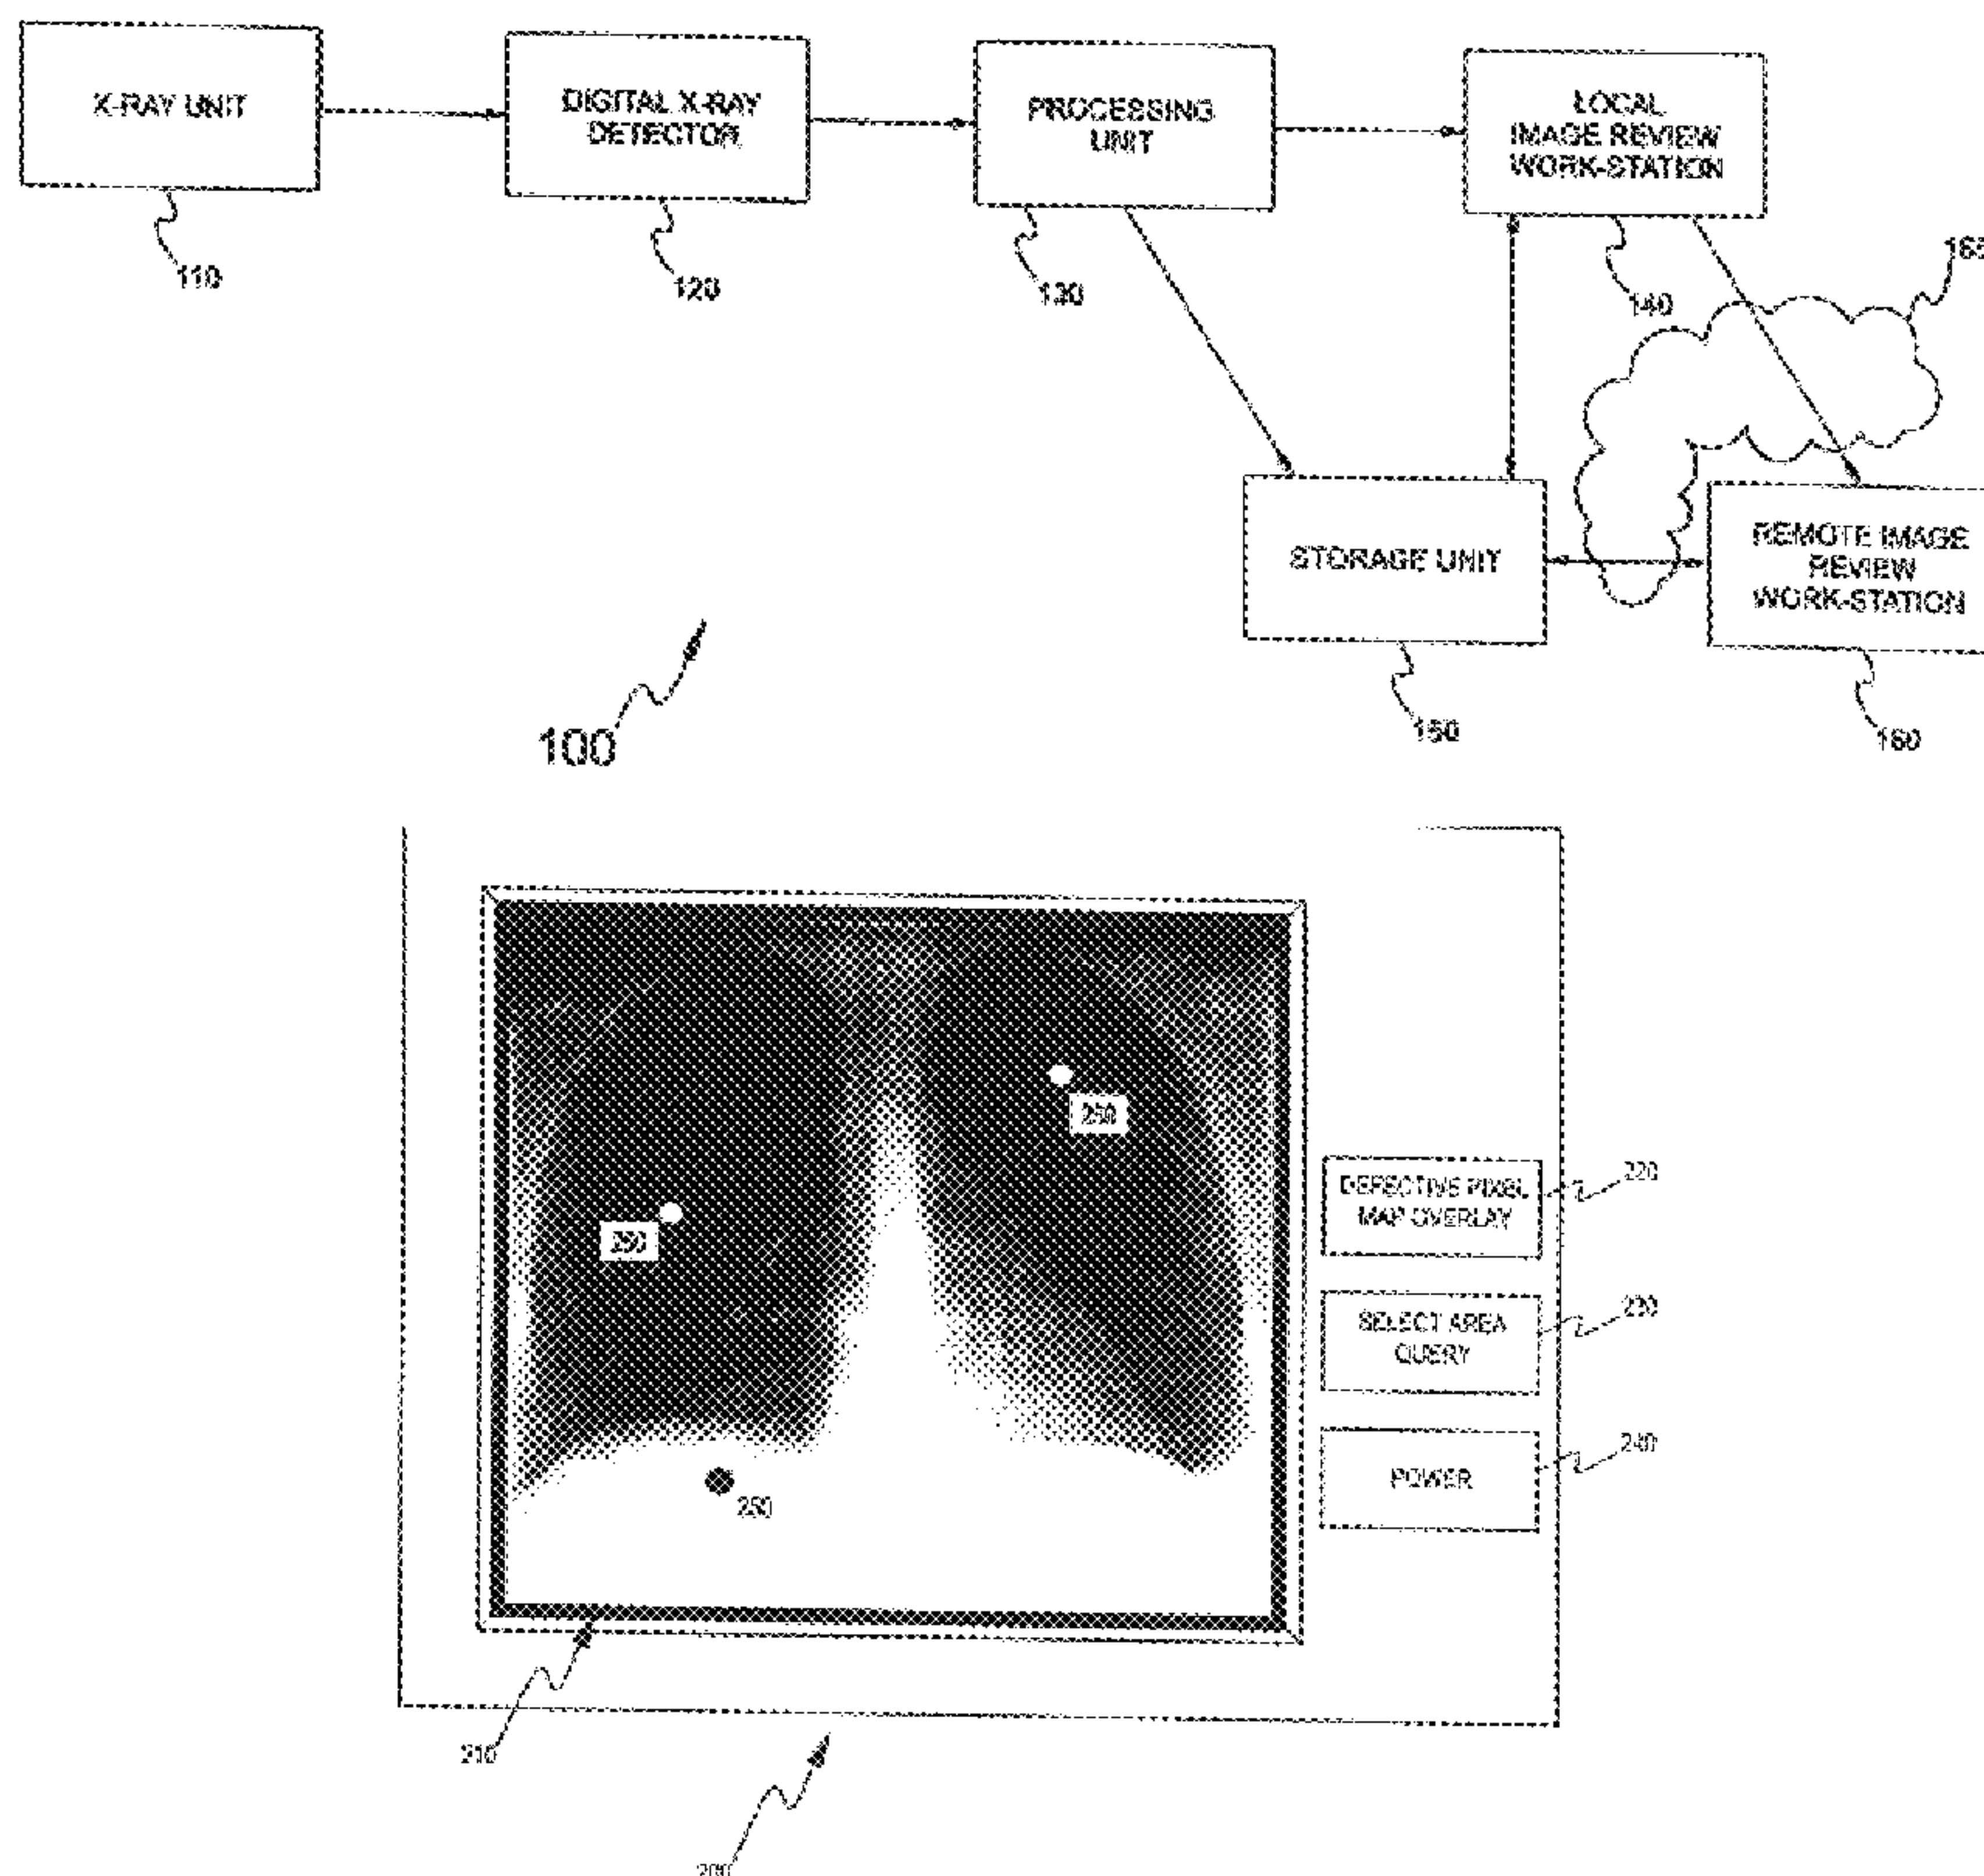 X-RAY UNIT
DIGITAL X-RAY
DETECTOR
PROCESSING
UNIT
LOCAL
IMAGE REVIEW
WORK-STATION
110
120
130
140
165
STORAGE UNIT
REMOTE IMAGE
REVIEW
WORK-STATION
100
150
160
250
250
DEFECTIVE PIXEL
MAP OVERLAY
220
SELECT AREA
QUERY
230
POWER
240
250
210
200